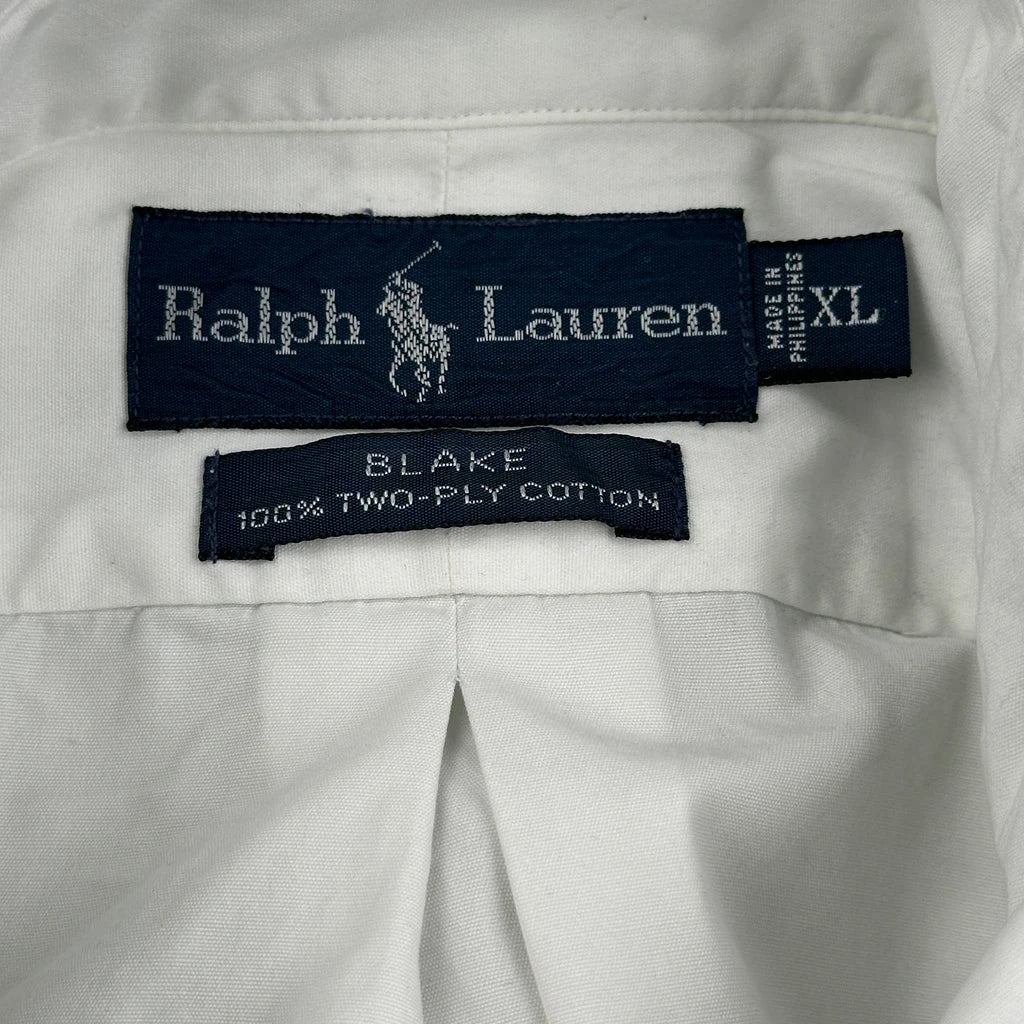 Ralph Lauren
MADE IN
PHILIPPINES
XL
BLAKE
100% TWO-PLY COTTON